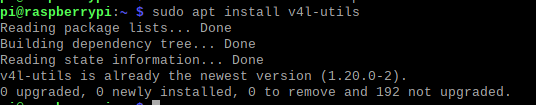 pi@raspberrypi:~ $ sudo apt install v4l-utils
Reading package lists... Done
Building dependency tree... Done
Reading state information... Done
v4l-utils is already the newest version (1.20.0-2).
0 upgraded, 0 newly installed, 0 to remove and 192 not upgraded.
pi@raspberrypi:~ $